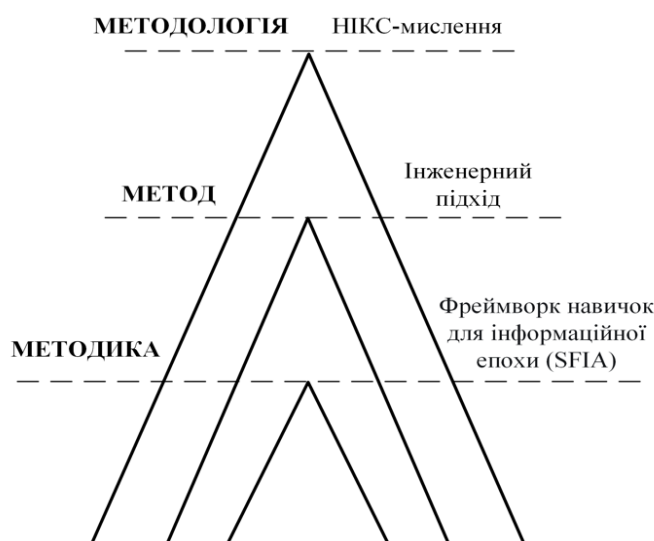 МЕТОДОЛОГІЯ НІКС-мислення
МЕТОД
Інженерний
підхід
МЕТОДИКА
Фреймворк навичок
для інформаційної
епохи (SFIA)